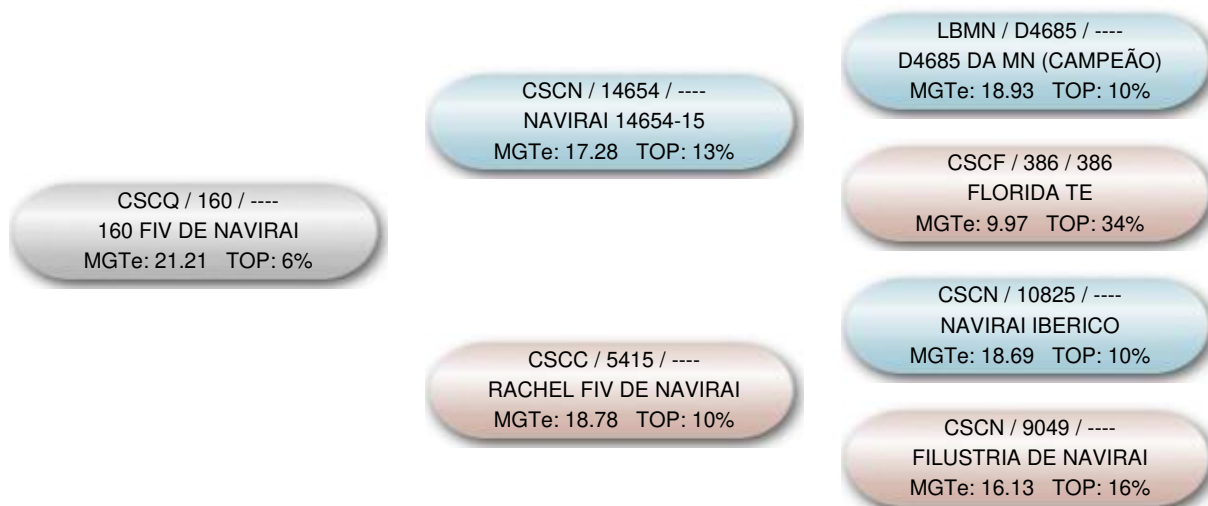 CSCQ / 160 / ----
160 FIV DE NAVIRAI
MGTe: 21.21 TOP: 6%
CSCN / 14654 / ----
NAVIRAI 14654-15
MGTe: 17.28 TOP: 13%
CSCC / 5415 / ----
RACHEL FIV DE NAVIRAI
MGTe: 18.78 TOP: 10%
LBMN / D4685 / ----
D4685 DA MN (CAMPEÃO)
MGTe: 18.93 TOP: 10%
CSCF / 386 / 386
FLORIDA TE
MGTe: 9.97 TOP: 34%
CSCN / 10825 / ----
NAVIRAI IBERICO
MGTe: 18.69 TOP: 10%
CSCN / 9049 / ----
FILUSTRIA DE NAVIRAI
MGTe: 16.13 TOP: 16%